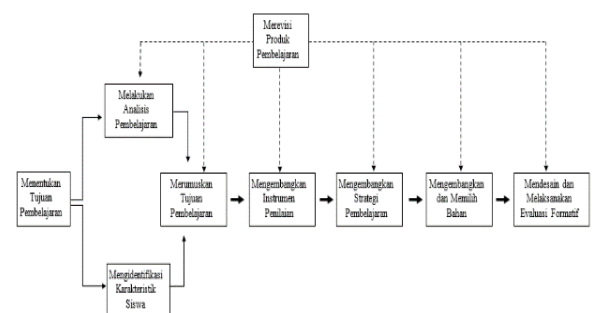 Merevisi
Produk
Pembelajaran
Melakukan
Analisis
Pembelajaran
Menentukan
Tujuan
Pembelajaran
Merumuskan
Tujuan
Pembelajaran
Mengembangkan
Instrumen
Penilaian
Mengembangkan
Strategi
Pembelajaran
Mengembangkan
dan Memilih
Bahan
Mendesain dan
Melaksanakan
Evaluasi Formatif
Mengidentifikasi
Karakteristik
Siswa